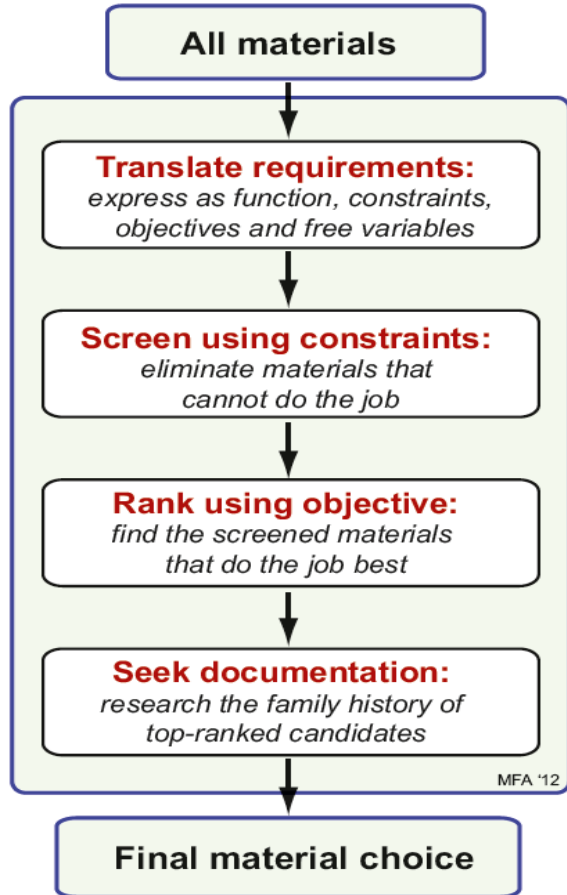 All materials
Translate requirements:
express as function, constraints,
objectives and free variables
Screen using constraints:
eliminate materials that
cannot do the job
Rank using objective:
find the screened materials
that do the job best
Seek documentation:
research the family history of
top-ranked candidates
MFA '12
Final material choice